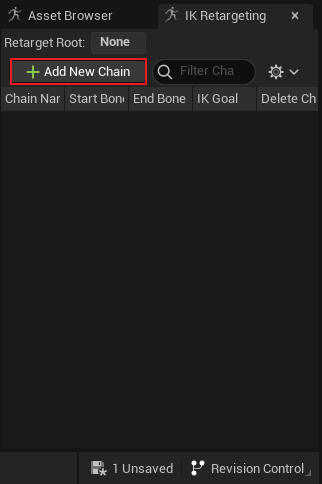 Asset Browser IK Retargeting
Retarget Root: None
Add New Chain Filter Cha
Chain Nar Start Bone End Bone IK Goal Delete Ch
1 Unsaved Revision Control